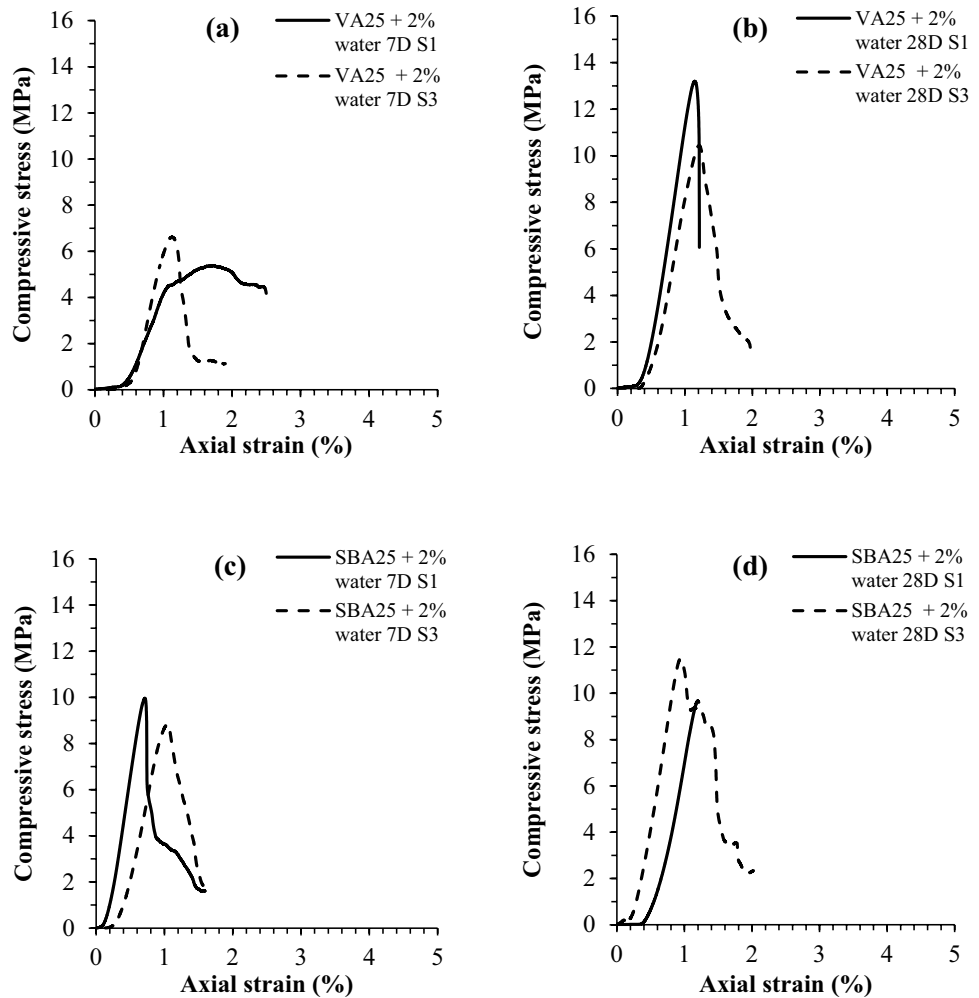 (a)
VA25 + 2%
water 7D S1
VA25 + 2%
water 7D S3
Compressive stress (MPa)
16
14
12
10
8
6
4
2
0
0 1 2 3 4 5
Axial strain (%)
(b)
VA25 + 2%
water 28D S1
VA25 + 2%
water 28D S3
Compressive stress (MPa)
16
14
12
10
8
6
4
2
0
0 1 2 3 4 5
Axial strain (%)
(c)
SBA25 + 2%
water 7D S1
SBA25 + 2%
water 7D S3
Compressive stress (MPa)
16
14
12
10
8
6
4
2
0
0 1 2 3 4 5
Axial strain (%)
(d)
SBA25 + 2%
water 28D S1
SBA25 + 2%
water 28D S3
Compressive stress (MPa)
16
14
12
10
8
6
4
2
0
0 1 2 3 4 5
Axial strain (%)